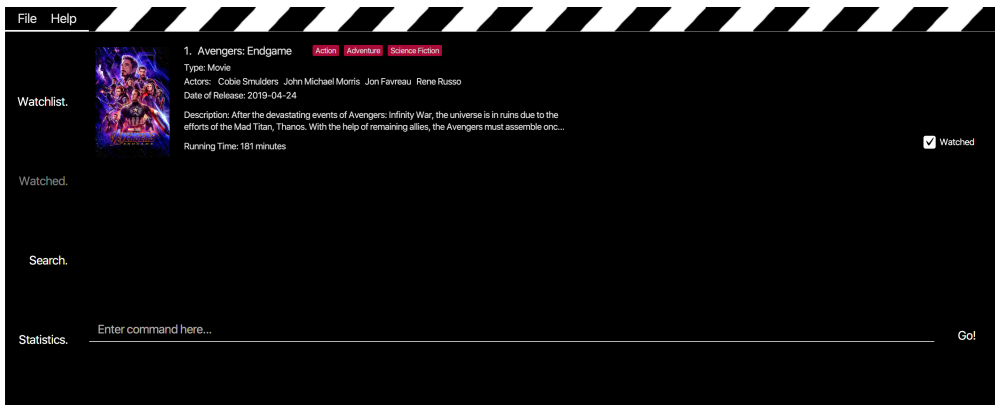 File Help
Watchlist.
Watched.
Search.
Statistics.
1. Avengers: Endgame Action Adventure Science Fiction
Type: Movie
Actors: Cobie Smulders John Michael Morris Jon Favreau Rene Russo
Date of Release: 2019-04-24
Description: After the devastating events of Avengers: Infinity War, the universe is in ruins due to the
efforts of the Mad Titan, Thanos. With the help of remaining allies, the Avengers must assemble onc...
Running Time: 181 minutes
Watched
Enter command here...
Go!